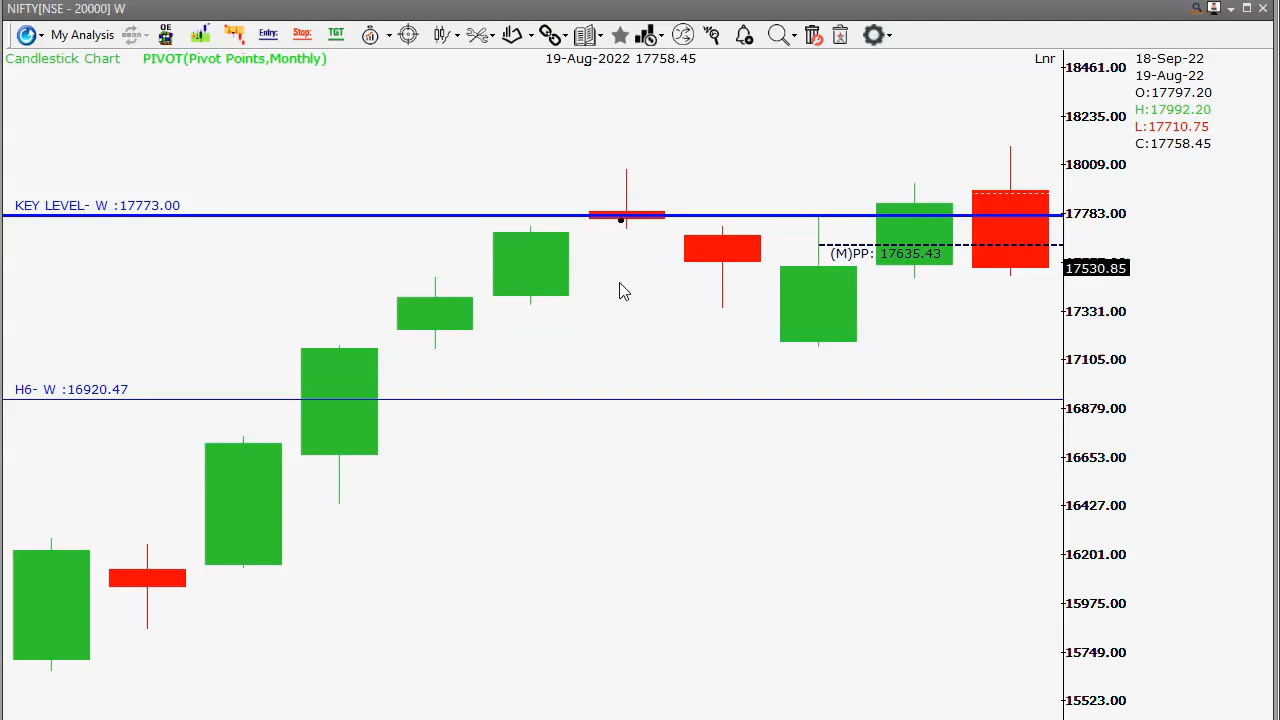 NIFTY[NSE - 20000] W
My Analysis
OE
Entry:
Stop:
TGT
Candlestick Chart
PIVOT(Pivot Points,Monthly)
19-Aug-2022 17758.45
Lnr
18-Sep-22
19-Aug-22
O:17797.20
H:17992.20
L:17710.75
C:17758.45
18461.00
18235.00
18009.00
KEY LEVEL- W :17773.00
17783.00
(M)PP: 17635.43
17530.85
17331.00
17105.00
H6- W :16920.47
16879.00
16653.00
16427.00
16201.00
15975.00
15749.00
15523.00